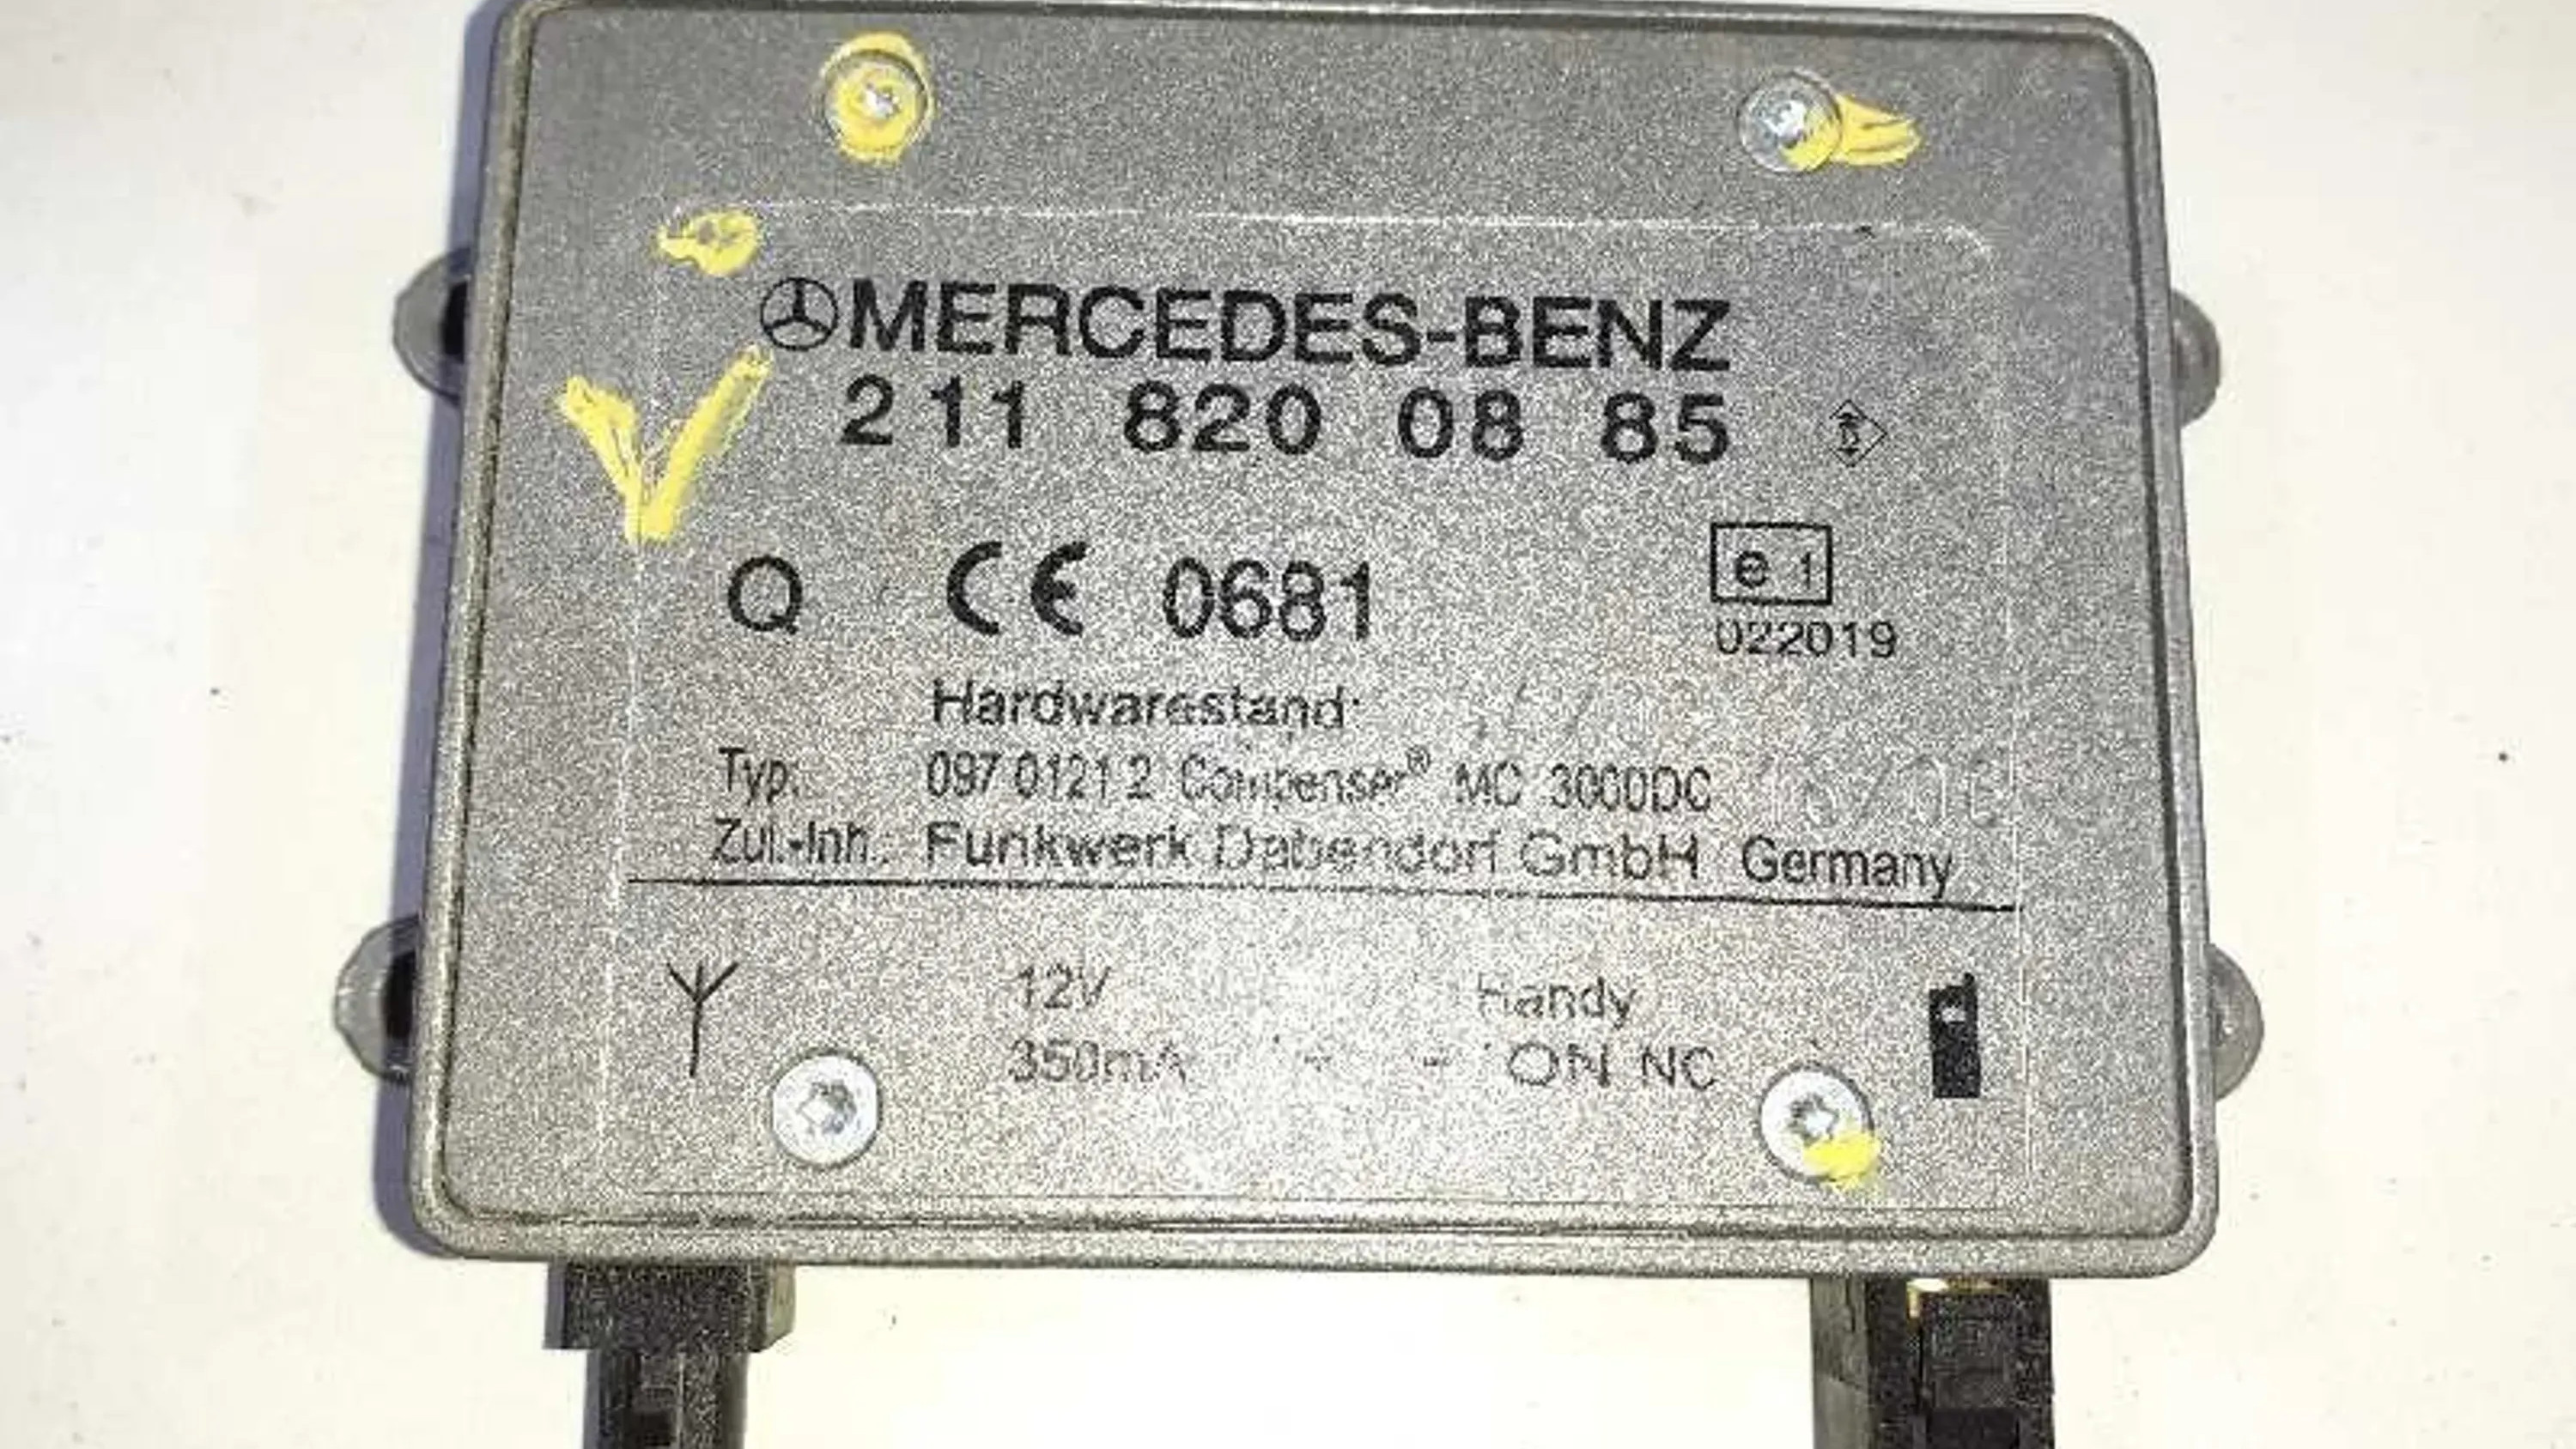 MERCEDES-BENZ
211 820 08 85
Q CE 0681 e1
022019
Hardwarestand:
Typ: 097 0121 2 Compenser® MC 3000DC
Zul.-Inh.: Funkwerk Dabendorf GmbH Germany
12V Handy
350mA + - ON NC